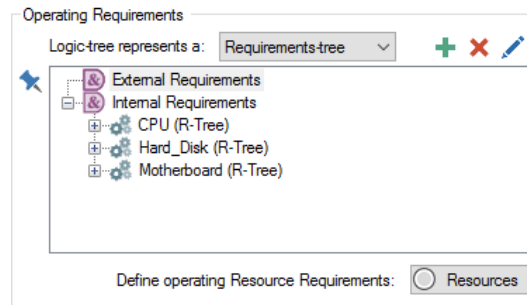 Operating Requirements
Logic-tree represents a: Requirements-tree
& External Requirements
& Internal Requirements
CPU (R-Tree)
Hard_Disk (R-Tree)
Motherboard (R-Tree)
Define operating Resource Requirements: Resources